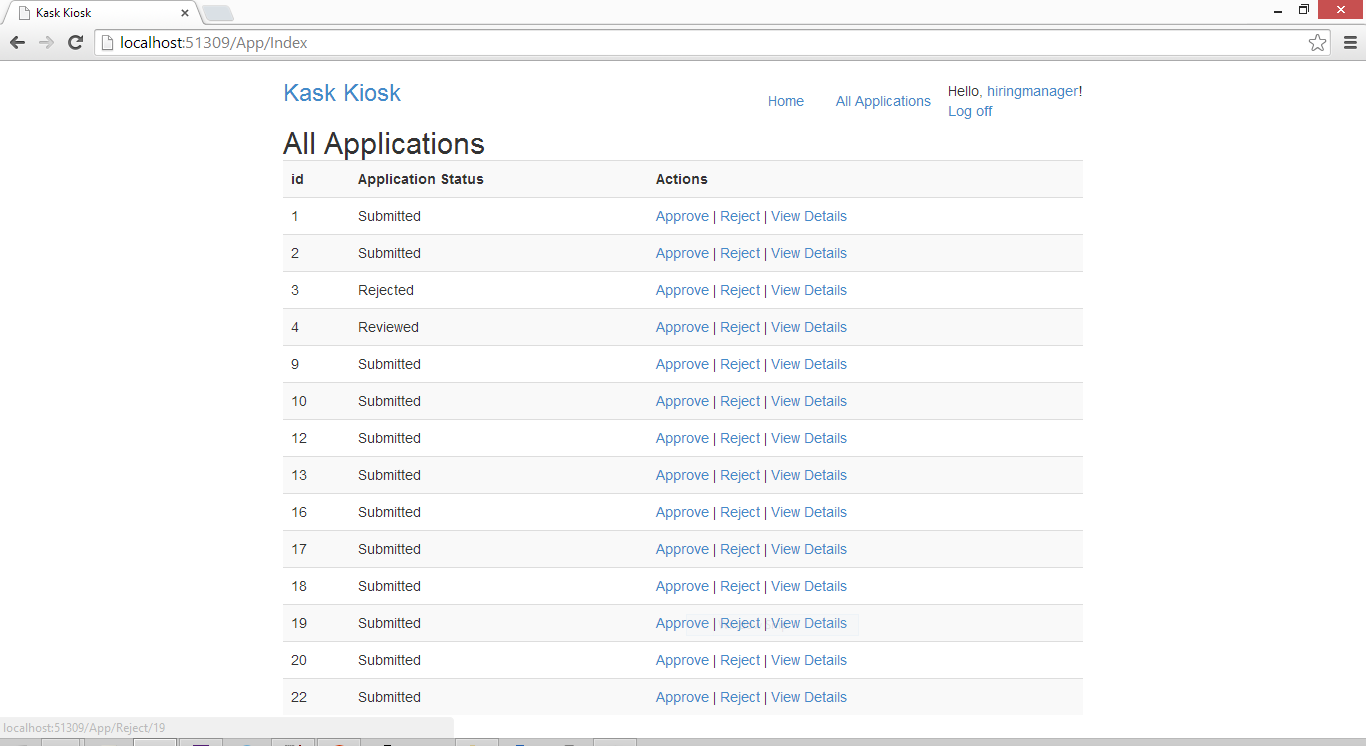 Kask Kiosk
localhost:51309/App/Index
Kask Kiosk
Home All Applications Hello, hiringmanager!
Log off
All Applications
id Application Status Actions
1 Submitted Approve | Reject | View Details
2 Submitted Approve | Reject | View Details
3 Rejected Approve | Reject | View Details
4 Reviewed Approve | Reject | View Details
9 Submitted Approve | Reject | View Details
10 Submitted Approve | Reject | View Details
12 Submitted Approve | Reject | View Details
13 Submitted Approve | Reject | View Details
16 Submitted Approve | Reject | View Details
17 Submitted Approve | Reject | View Details
18 Submitted Approve | Reject | View Details
19 Submitted Approve | Reject | View Details
20 Submitted Approve | Reject | View Details
22 Submitted Approve | Reject | View Details
localhost:51309/App/Reject/19